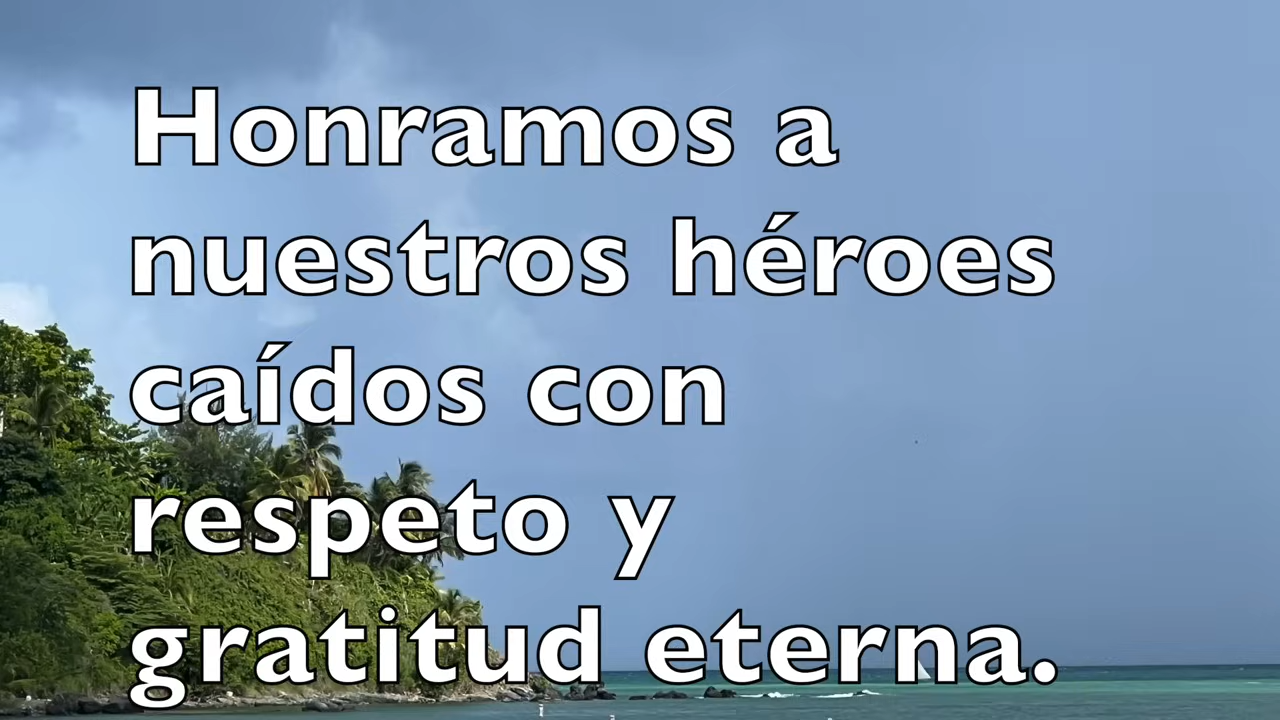 Honramos a
nuestros héroes
caídos con
respeto y
gratitud eterna.